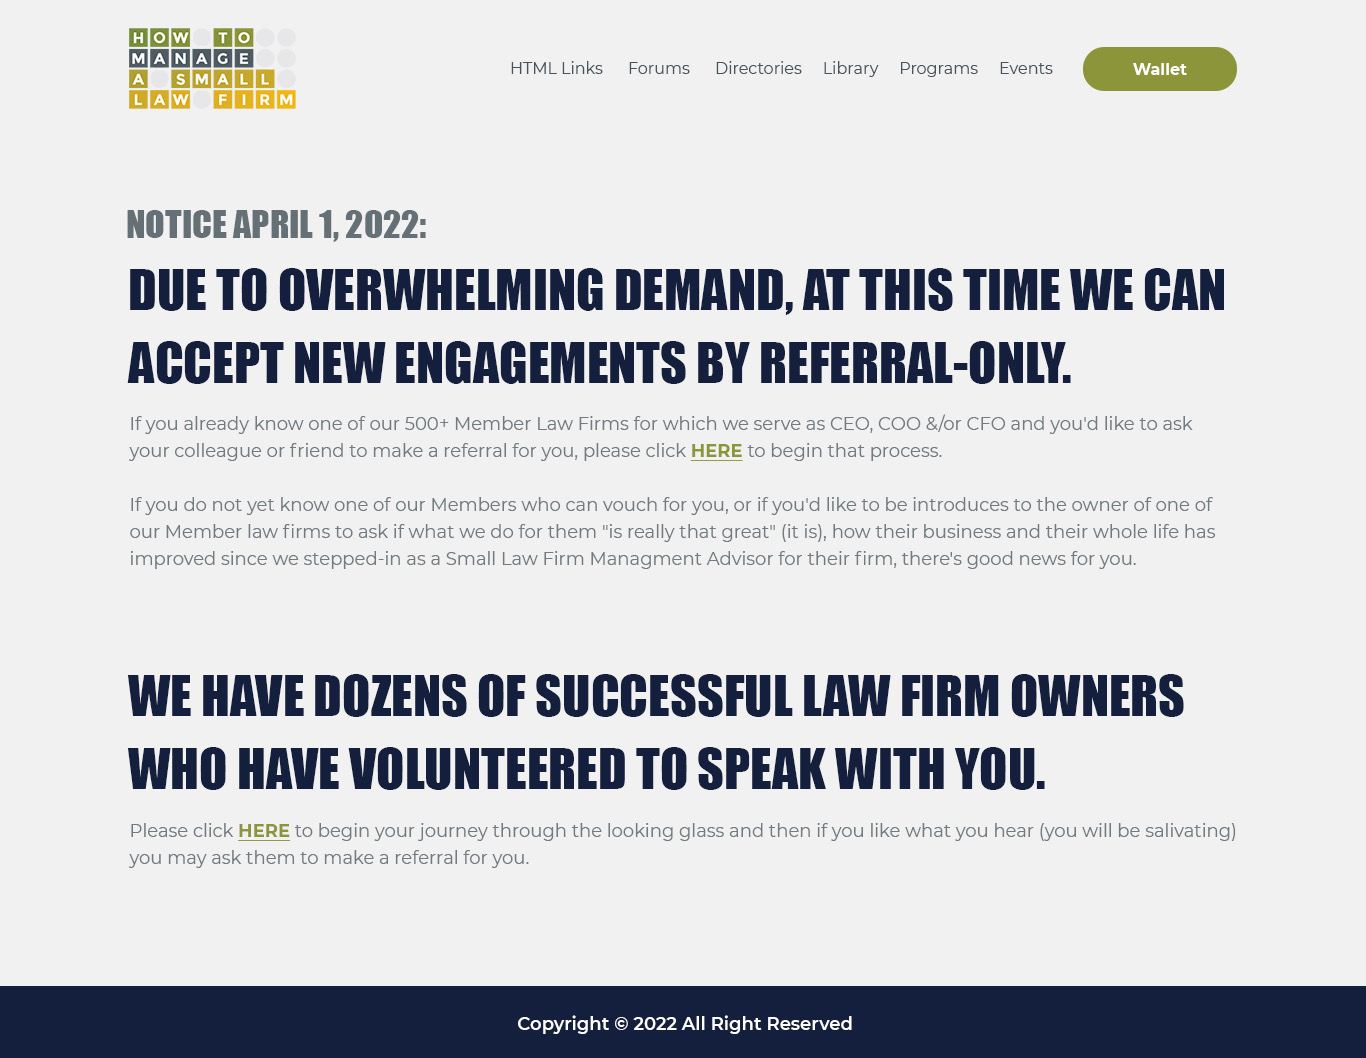 HOW TO
MANAGE
A SMALL
LAW FIRM
HTML Links Forums Directories Library Programs Events Wallet
NOTICE APRIL 1, 2022:
DUE TO OVERWHELMING DEMAND, AT THIS TIME WE CAN
ACCEPT NEW ENGAGEMENTS BY REFERRAL-ONLY.
If you already know one of our 500+ Member Law Firms for which we serve as CEO, COO &/or CFO and you'd like to ask
your colleague or friend to make a referral for you, please click HERE to begin that process.
If you do not yet know one of our Members who can vouch for you, or if you'd like to be introduces to the owner of one of
our Member law firms to ask if what we do for them "is really that great" (it is), how their business and their whole life has
improved since we stepped-in as a Small Law Firm Managment Advisor for their firm, there's good news for you.
WE HAVE DOZENS OF SUCCESSFUL LAW FIRM OWNERS
WHO HAVE VOLUNTEERED TO SPEAK WITH YOU.
Please click HERE to begin your journey through the looking glass and then if you like what you hear (you will be salivating)
you may ask them to make a referral for you.
Copyright © 2022 All Right Reserved